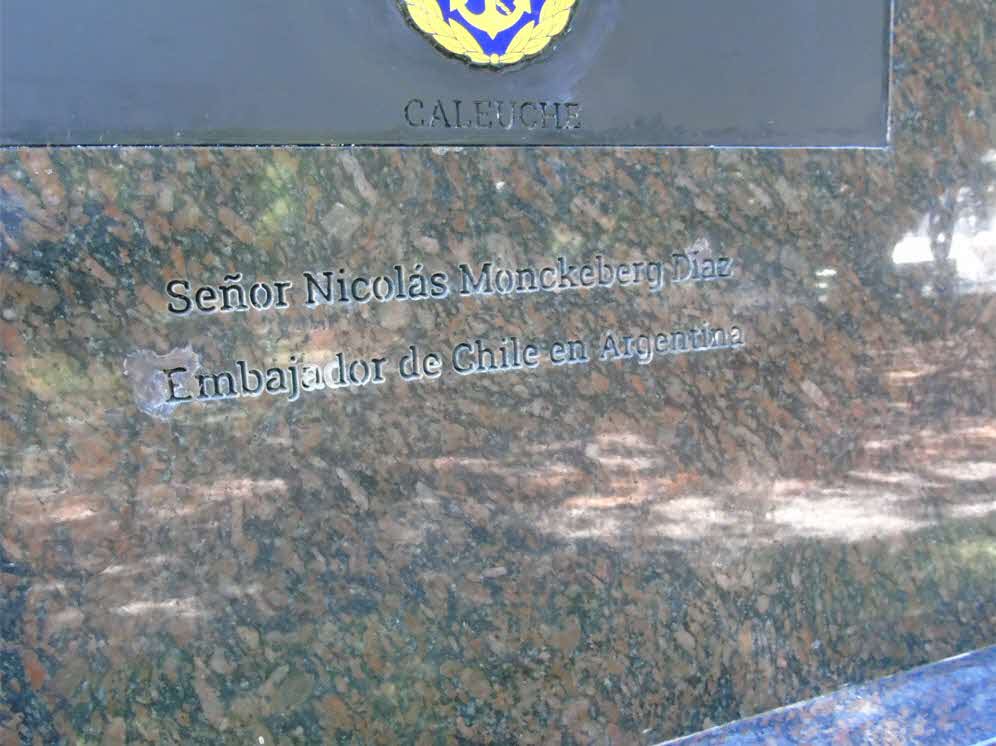 CALEUCHE
Señor Nicolás Monckeberg Díaz
Embajador de Chile en Argentina